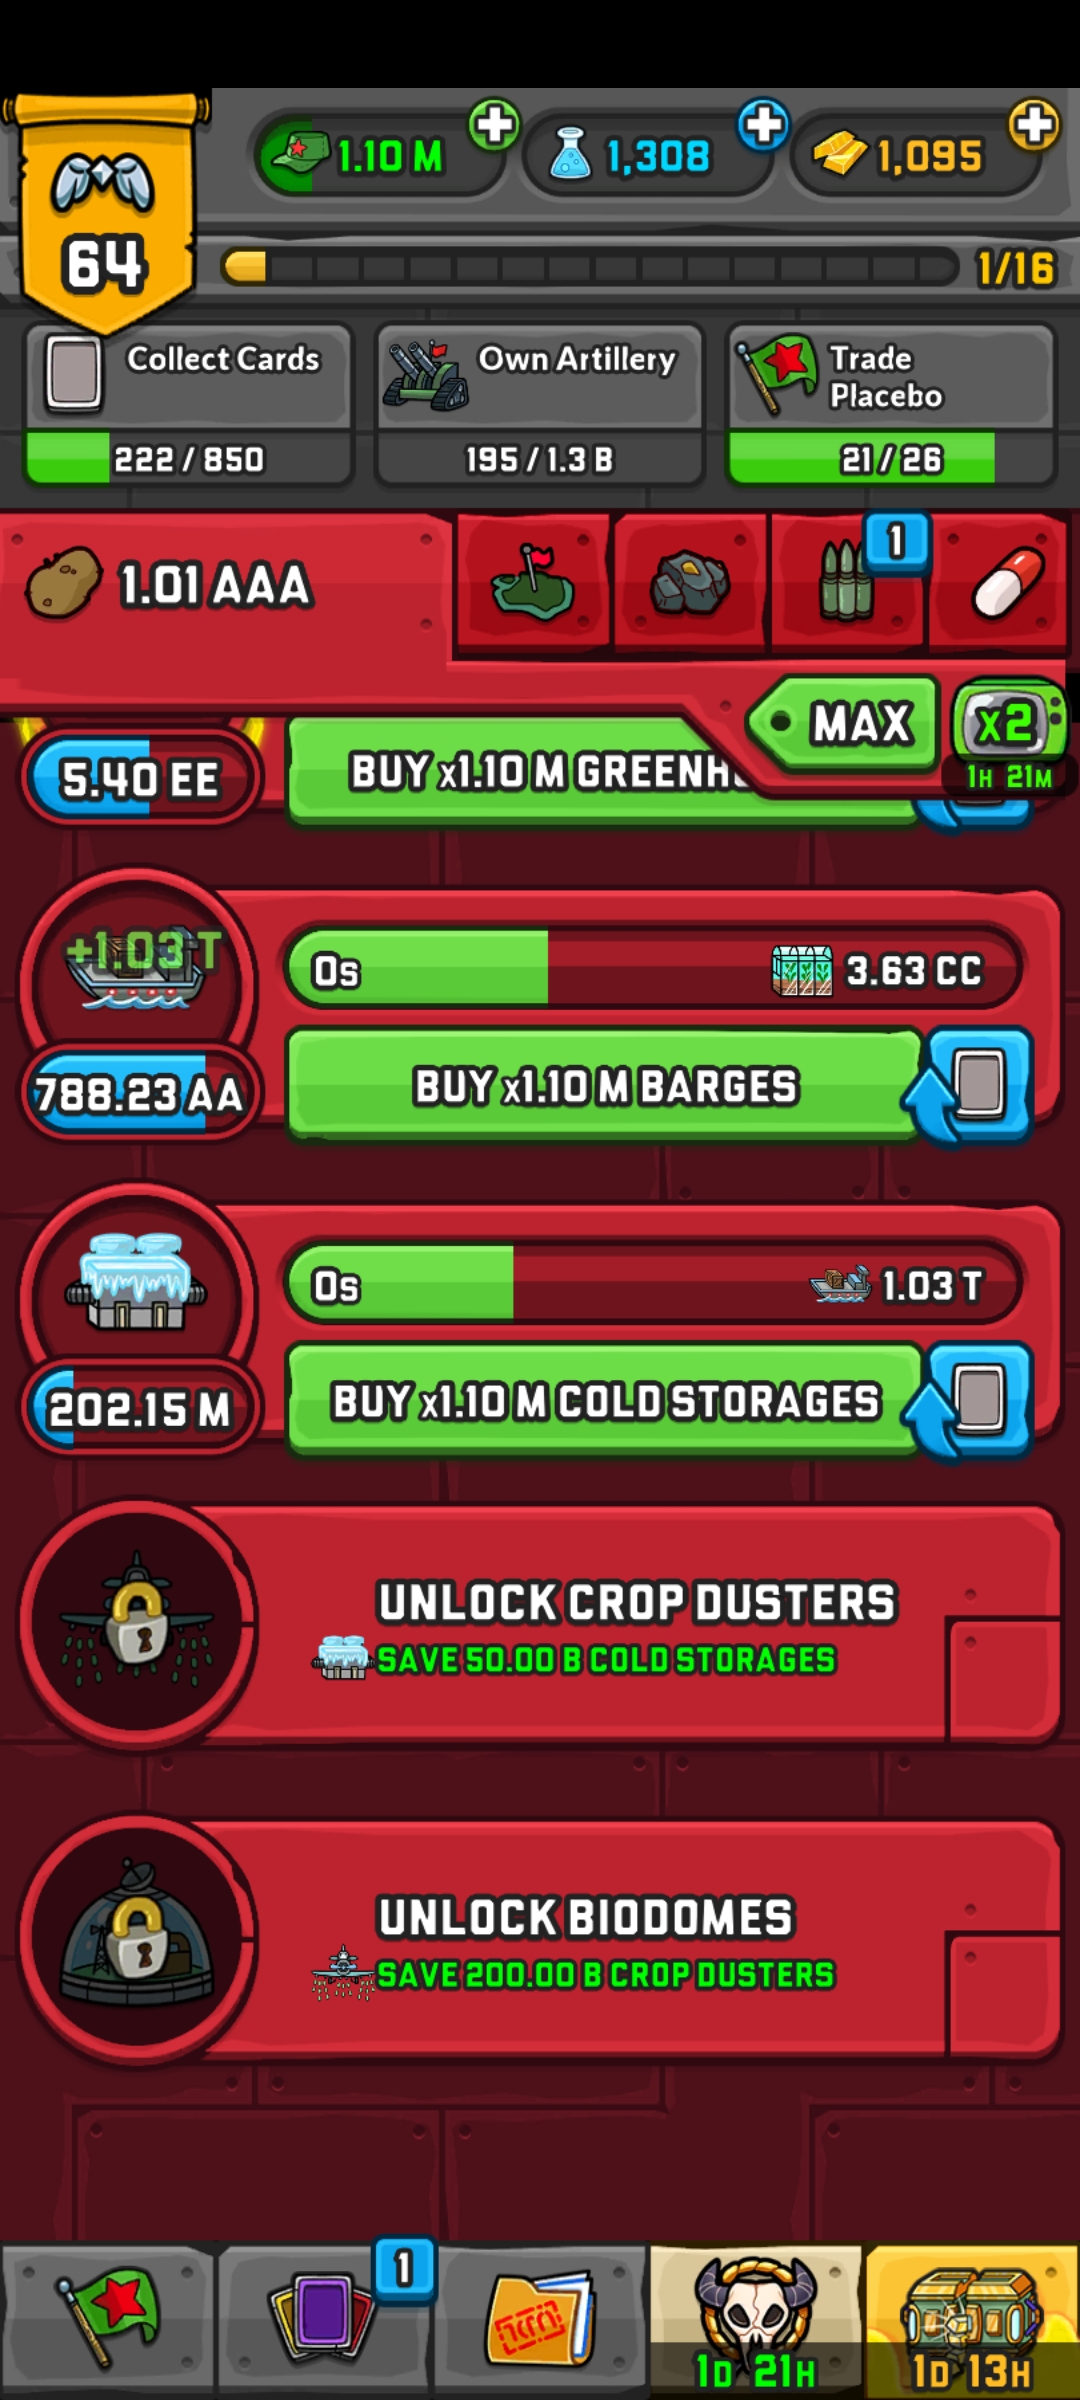 64
1.10 M
1,308
1,095
1/16
Collect Cards
222 / 850
Own Artillery
195 / 1.3 B
Trade
Placebo
21 / 26
1.01 AAA
1
MAX
X2
1H 21M
5.40 EE
BUY x1.10 M GREENH
+1.03 T
0s
3.63 CC
788.23 AA
BUY x1.10 M BARGES
0s
1.03 T
202.15 M
BUY x1.10 M COLD STORAGES
UNLOCK CROP DUSTERS
SAVE 50.00 B COLD STORAGES
UNLOCK BIODOMES
SAVE 200.00 B CROP DUSTERS
1
1D 21H
1D 13H